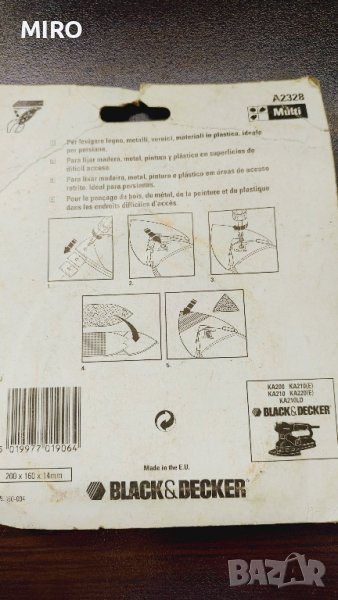 MIRO
A2328
Multi
Per levigare legno, metalli, vernici, materiali in plastica, ideale
per persiane.
Para lijar madera, metal, pintura y plástico en superficies de
difícil acceso.
Para lixar madeira, metal, pintura e plástico em áreas de acesso
Ideal para persianas.
Pour le ponçage de bois, de métal, de la peinture et du plastique
dans les endroits difficiles d'accès.
1.
2.
3.
4.
5.
KA200 KA210(E)
KA210 KA220(E)
KA210LD
BLACK&DECKER
5 019977 019064
200 x 160 x 14mm
Made in the E.U.
BLACK&DECKER
BAZAR